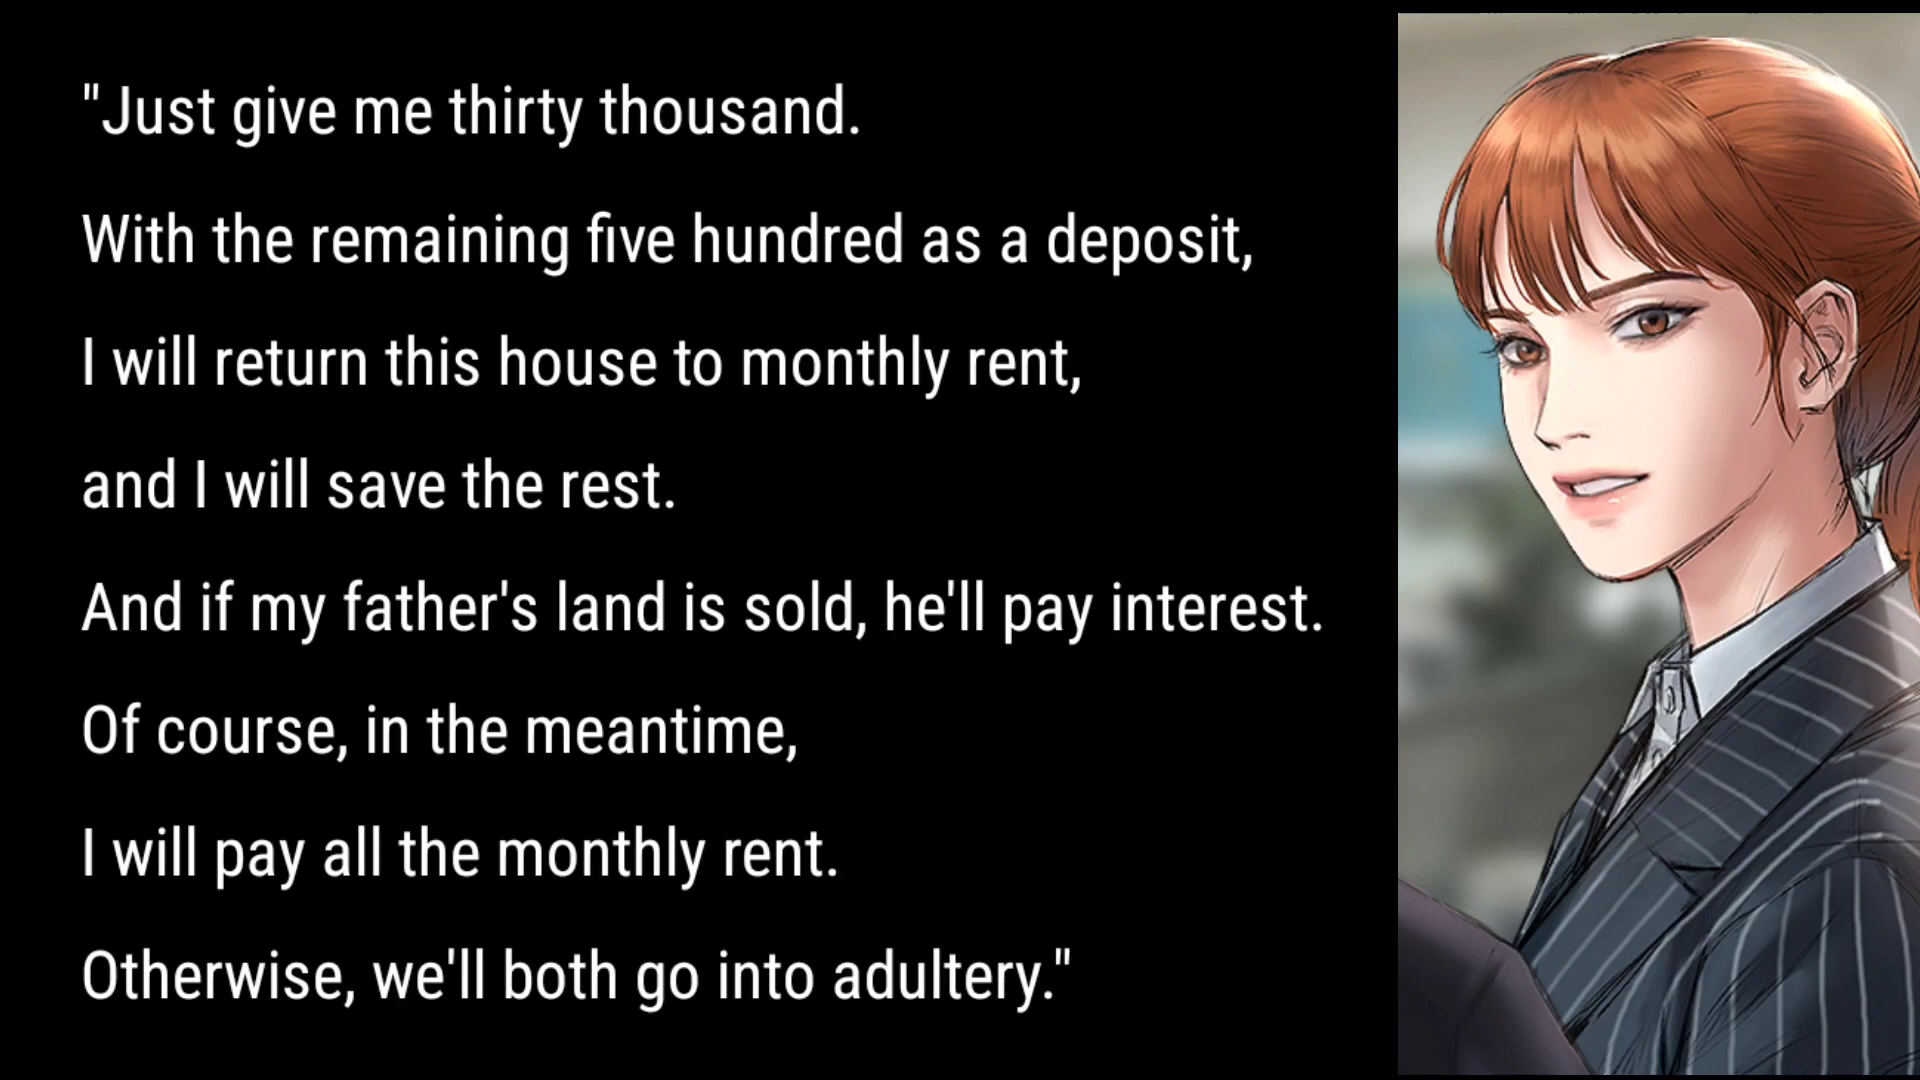 "Just give me thirty thousand.
With the remaining five hundred as a deposit,
I will return this house to monthly rent,
and I will save the rest.
And if my father's land is sold, he'll pay interest.
Of course, in the meantime,
I will pay all the monthly rent.
Otherwise, we'll both go into adultery."